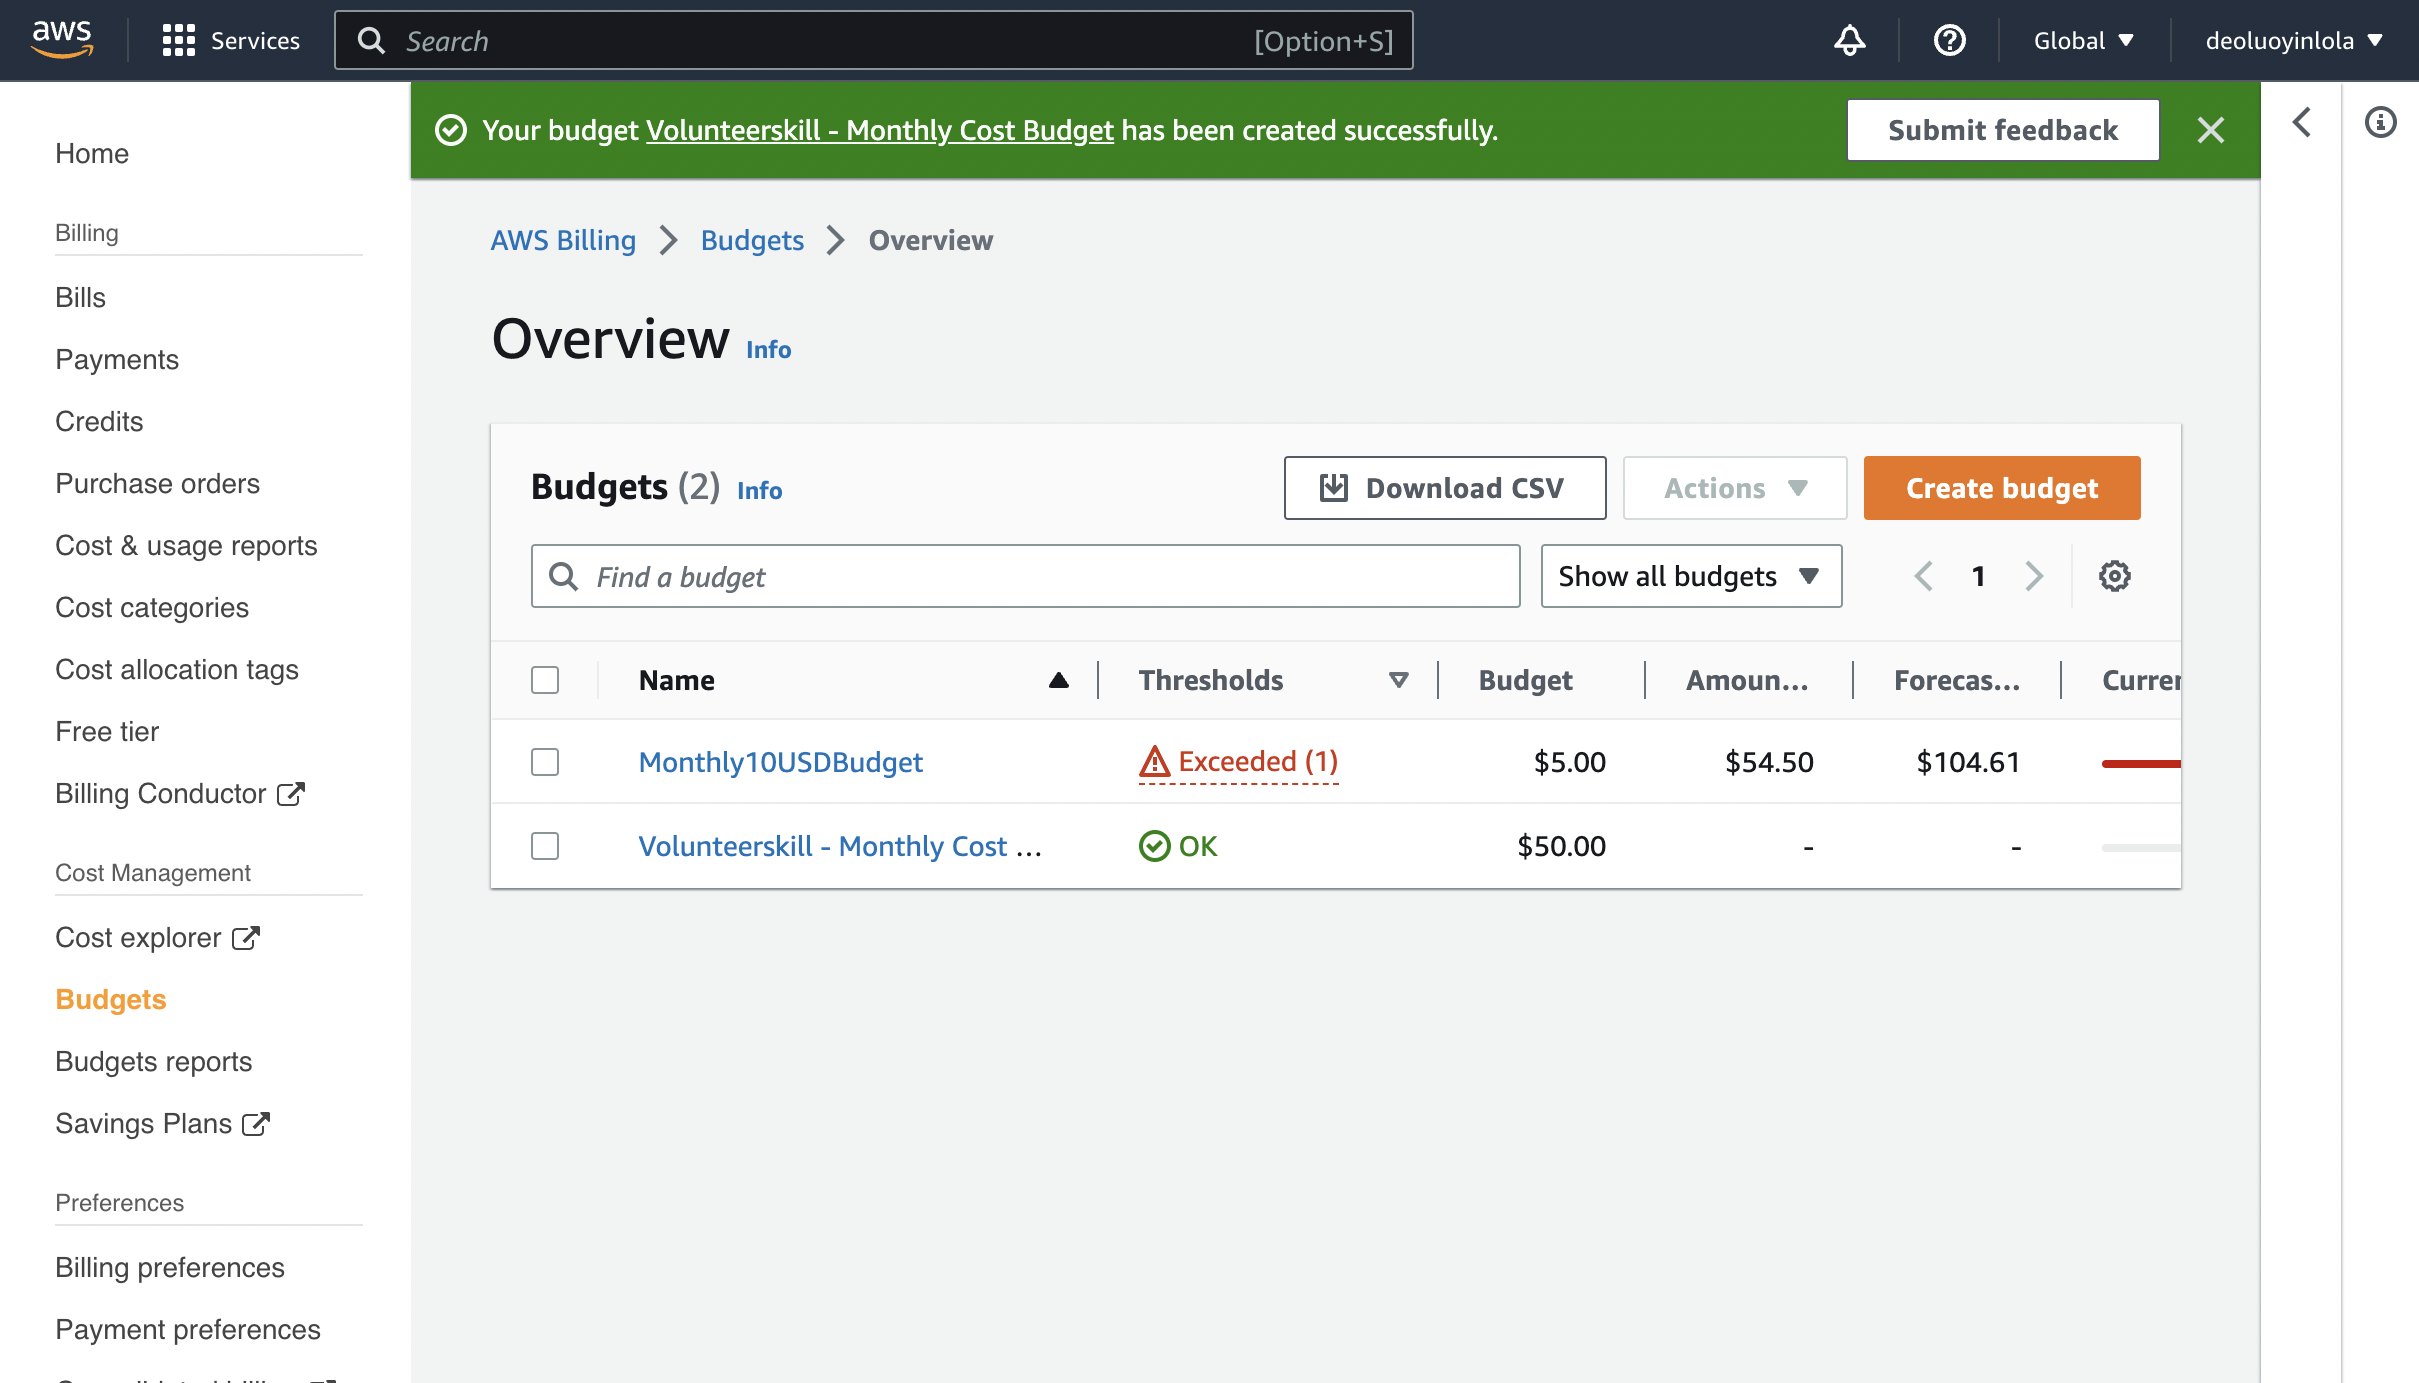 aws
Services
Search [Option+S]
Global
deoluoyinlola
Your budget Volunteerskill - Monthly Cost Budget has been created successfully.
Submit feedback
Home
Billing
Bills
Payments
Credits
Purchase orders
Cost & usage reports
Cost categories
Cost allocation tags
Free tier
Billing Conductor
Cost Management
Cost explorer
Budgets
Budgets reports
Savings Plans
Preferences
Billing preferences
Payment preferences
AWS Billing > Budgets > Overview
Overview Info
Budgets (2) Info
Download CSV
Actions
Create budget
Find a budget
Show all budgets
1
Name Thresholds Budget Amoun... Forecas... Curren
Monthly10USDBudget Exceeded (1) $5.00 $54.50 $104.61
Volunteerskill - Monthly Cost ... OK $50.00 - -